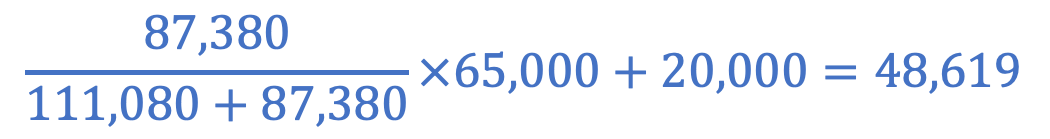 87,380
111,080 + 87,380
×65,000 + 20,000 = 48,619